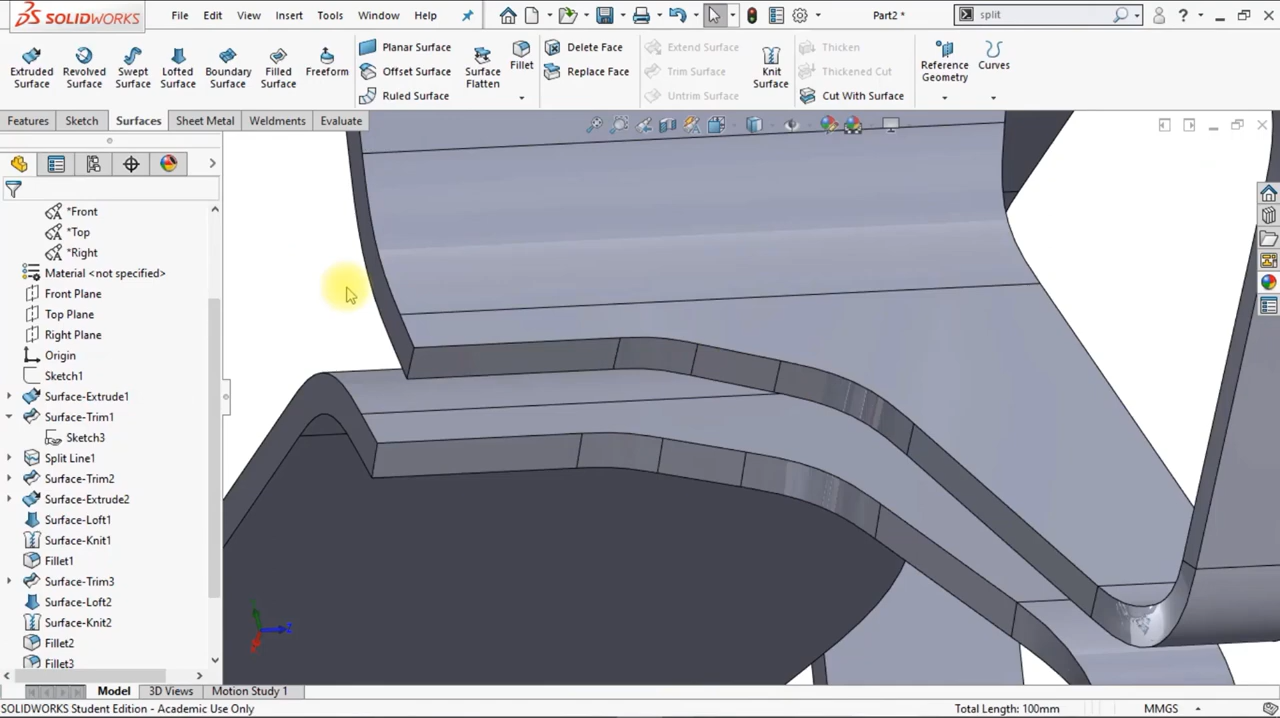 SOLIDWORKS File Edit View Insert Tools Window Help Part2 * split
Extruded Surface Revolved Surface Swept Surface Lofted Surface Boundary Surface Filled Surface Freeform
Planar Surface
Offset Surface
Ruled Surface
Surface Flatten Fillet
Delete Face
Replace Face
Extend Surface
Trim Surface
Untrim Surface
Knit Surface
Thicken
Thickened Cut
Cut With Surface
Reference Geometry Curves
Features Sketch Surfaces Sheet Metal Weldments Evaluate
*Front
*Top
*Right
Material <not specified>
Front Plane
Top Plane
Right Plane
Origin
Sketch1
Surface-Extrude1
Surface-Trim1
Sketch3
Split Line1
Surface-Trim2
Surface-Extrude2
Surface-Loft1
Surface-Knit1
Fillet1
Surface-Trim3
Surface-Loft2
Surface-Knit2
Fillet2
Fillet3
Z
Model 3D Views Motion Study 1
SOLIDWORKS Student Edition - Academic Use Only Total Length: 100mm MMGS